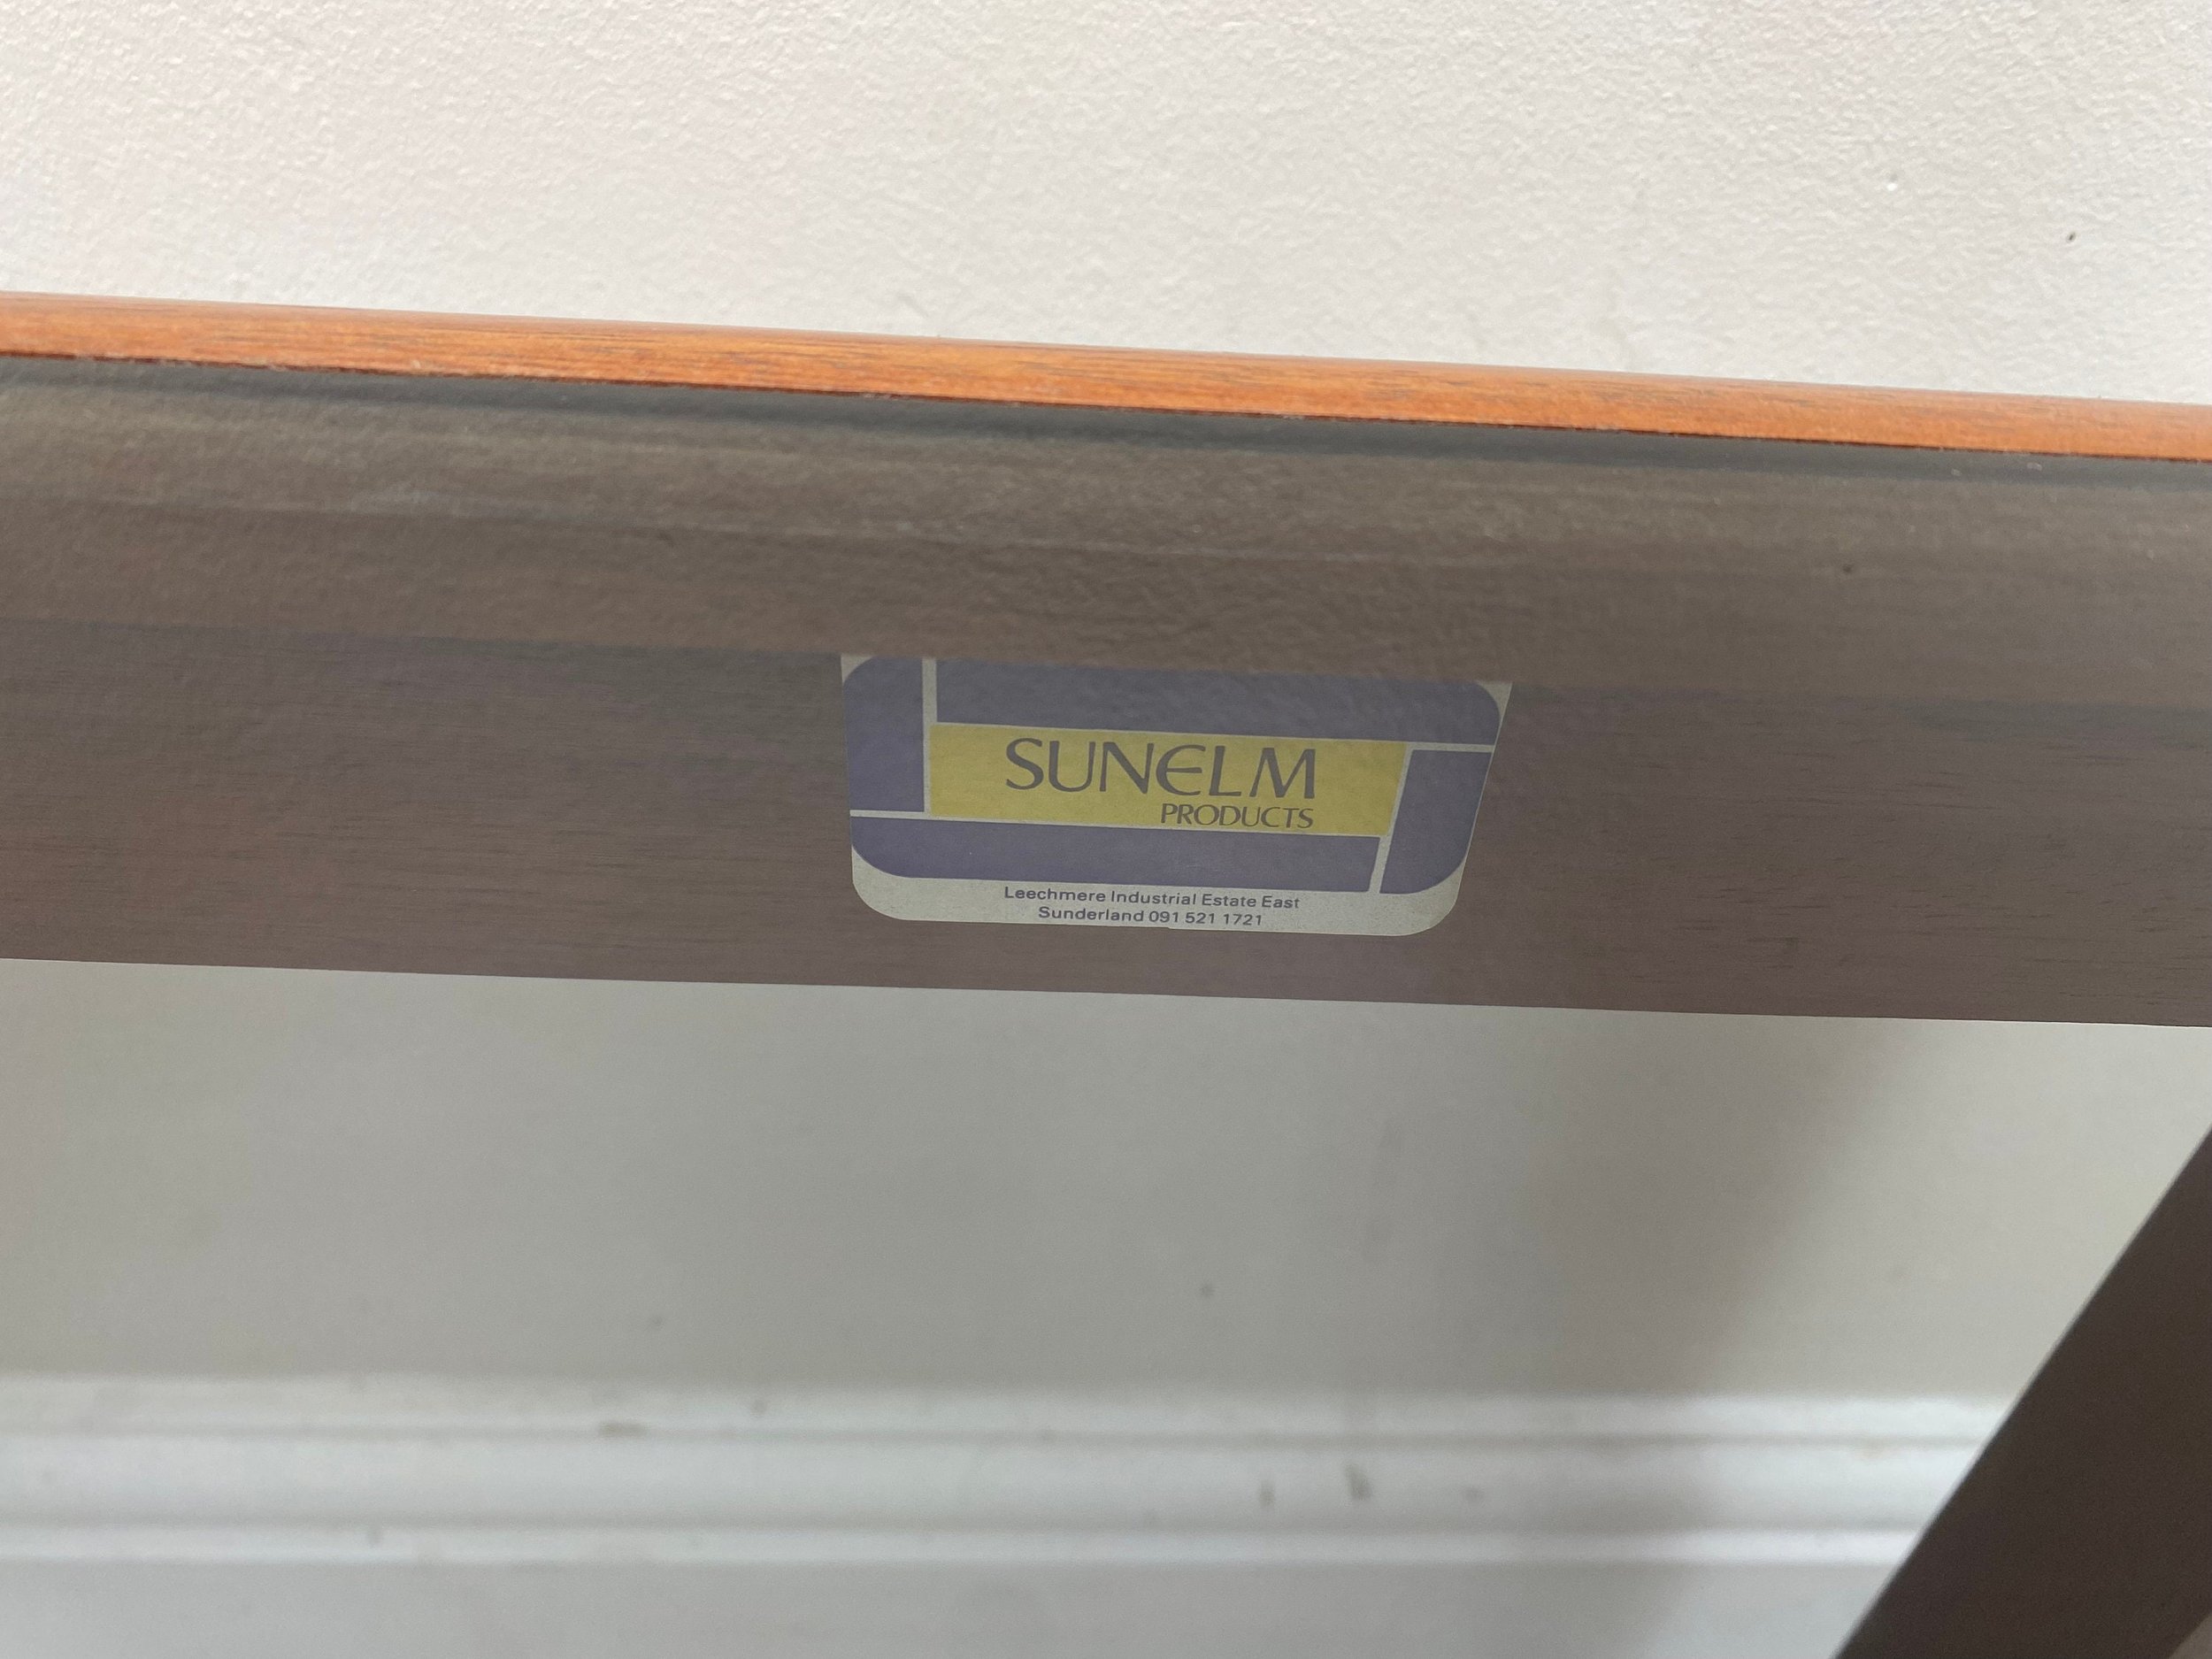 SUNELM
PRODUCTS
Leechmere Industrial Estate East
Sunderland 091 521 1721